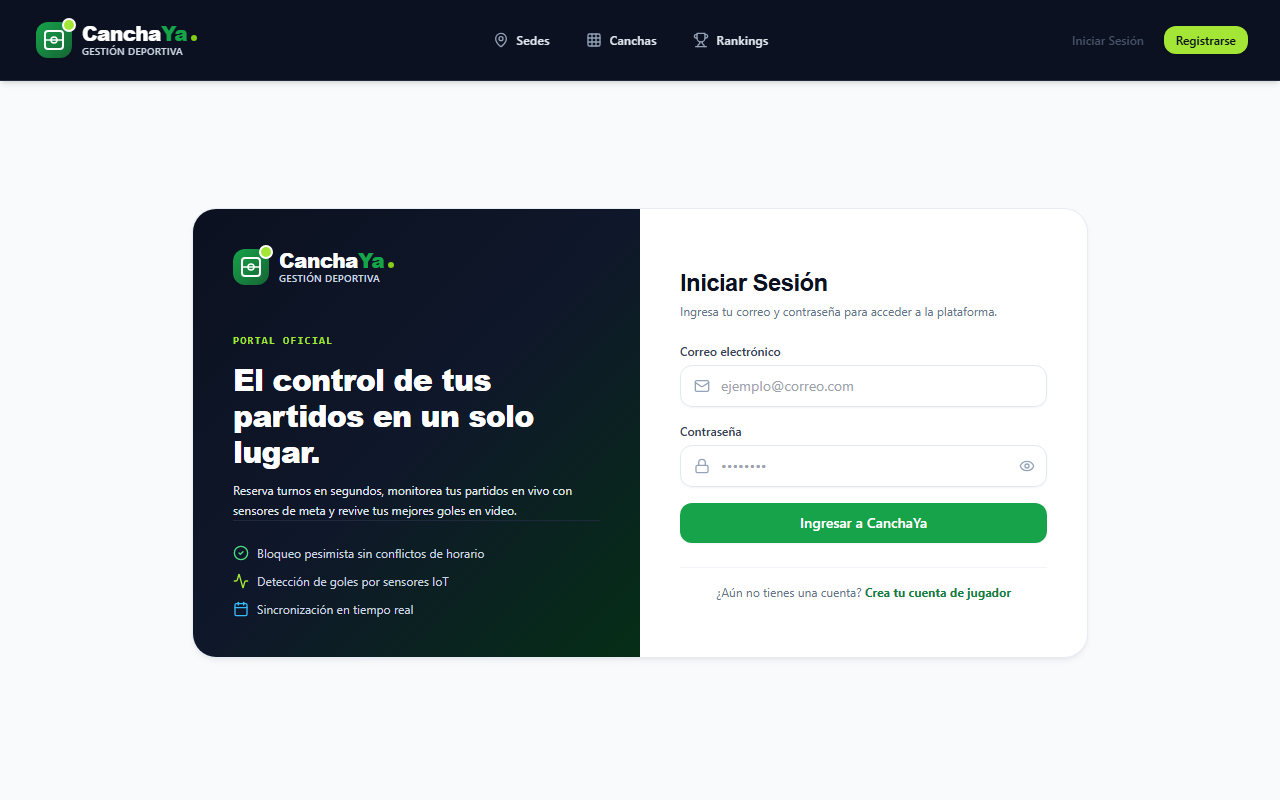 CanchaYa
GESTIÓN DEPORTIVA
Sedes
Canchas
Rankings
Iniciar Sesión
Registrarse
CanchaYa
GESTIÓN DEPORTIVA
PORTAL OFICIAL
El control de tus
partidos en un solo
lugar.
Reserva turnos en segundos, monitorea tus partidos en vivo con
sensores de meta y revive tus mejores goles en video.
Bloqueo pesimista sin conflictos de horario
Detección de goles por sensores IoT
Sincronización en tiempo real
Iniciar Sesión
Ingresa tu correo y contraseña para acceder a la plataforma.
Correo electrónico
ejemplo@correo.com
Contraseña
••••••••
Ingresar a CanchaYa
¿Aún no tienes una cuenta? Crea tu cuenta de jugador